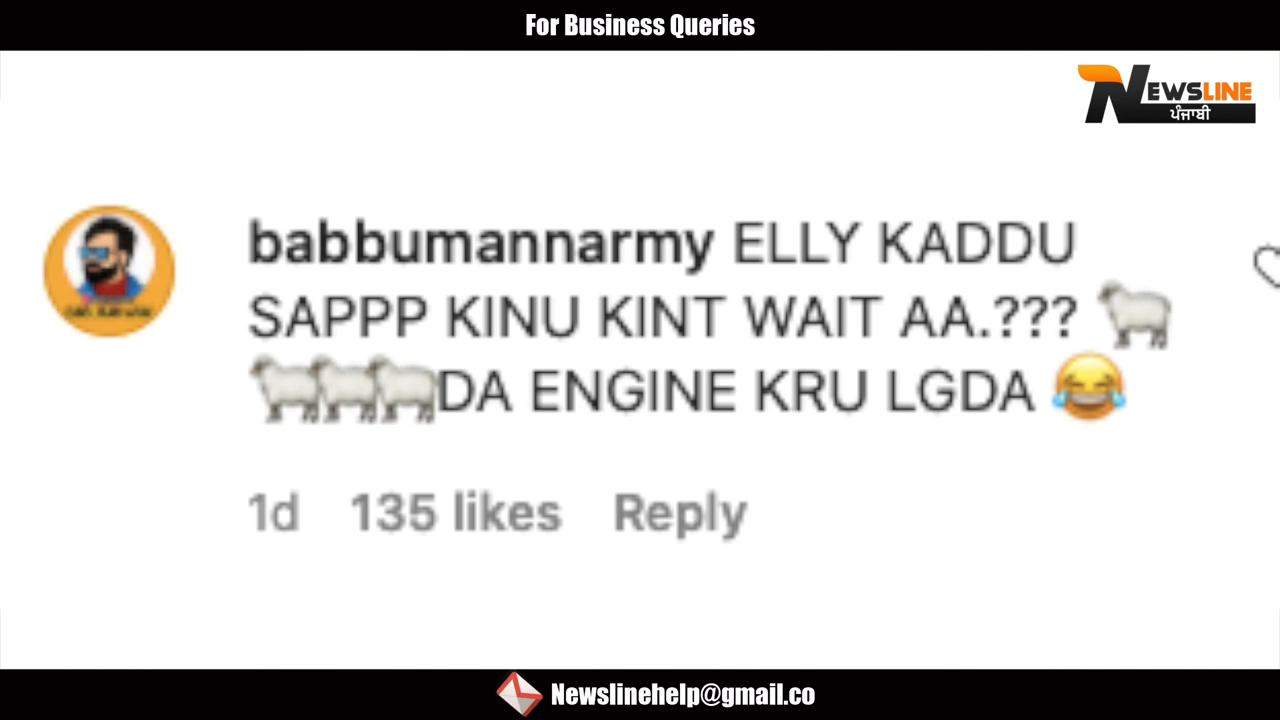 For Business Queries
NEWSLINE
ਪੰਜਾਬੀ
babbumannarmy ELLY KADDU
SAPPP KINU KINT WAIT AA.??? 🐑
🐑🐑🐑DA ENGINE KRU LGDA 😂
1d 135 likes Reply
Newslinehelp@gmail.co